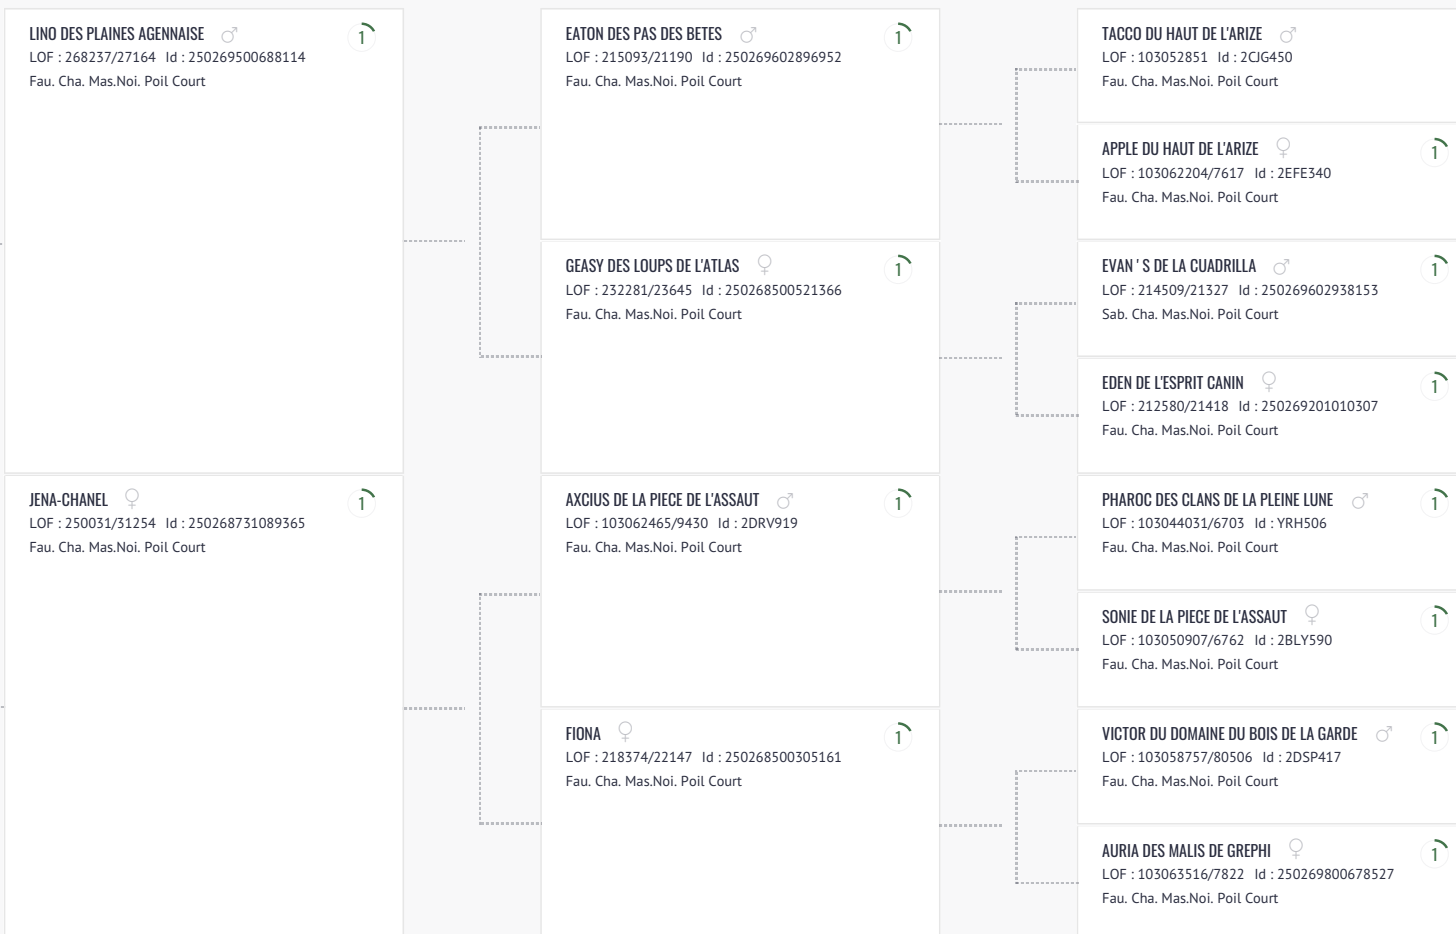 LINO DES PLAINES AGENNAISE 1
LOF : 268237/27164 Id : 250269500688114
Fau. Cha. Mas.Noi. Poil Court
JENA-CHANEL 1
LOF : 250031/31254 Id : 250268731089365
Fau. Cha. Mas.Noi. Poil Court
EATON DES PAS DES BETES 1
LOF : 215093/21190 Id : 250269602896952
Fau. Cha. Mas.Noi. Poil Court
GEASY DES LOUPS DE L'ATLAS 1
LOF : 232281/23645 Id : 250268500521366
Fau. Cha. Mas.Noi. Poil Court
AXCIUS DE LA PIECE DE L'ASSAUT 1
LOF : 103062465/9430 Id : 2DRV919
Fau. Cha. Mas.Noi. Poil Court
FIONA 1
LOF : 218374/22147 Id : 250268500305161
Fau. Cha. Mas.Noi. Poil Court
TACCO DU HAUT DE L'ARIZE
LOF : 103052851 Id : 2CJG450
Fau. Cha. Mas.Noi. Poil Court
APPLE DU HAUT DE L'ARIZE 1
LOF : 103062204/7617 Id : 2EFE340
Fau. Cha. Mas.Noi. Poil Court
EVAN'S DE LA CUADRILLA 1
LOF : 214509/21327 Id : 250269602938153
Sab. Cha. Mas.Noi. Poil Court
EDEN DE L'ESPRIT CANIN 1
LOF : 212580/21418 Id : 250269201010307
Fau. Cha. Mas.Noi. Poil Court
PHAROC DES CLANS DE LA PLEINE LUNE 1
LOF : 103044031/6703 Id : YRH506
Fau. Cha. Mas.Noi. Poil Court
SONIE DE LA PIECE DE L'ASSAUT 1
LOF : 103050907/6762 Id : 2BLY590
Fau. Cha. Mas.Noi. Poil Court
VICTOR DU DOMAINE DU BOIS DE LA GARDE 1
LOF : 103058757/80506 Id : 2DSP417
Fau. Cha. Mas.Noi. Poil Court
AURIA DES MALIS DE GREPHI 1
LOF : 103063516/7822 Id : 250269800678527
Fau. Cha. Mas.Noi. Poil Court